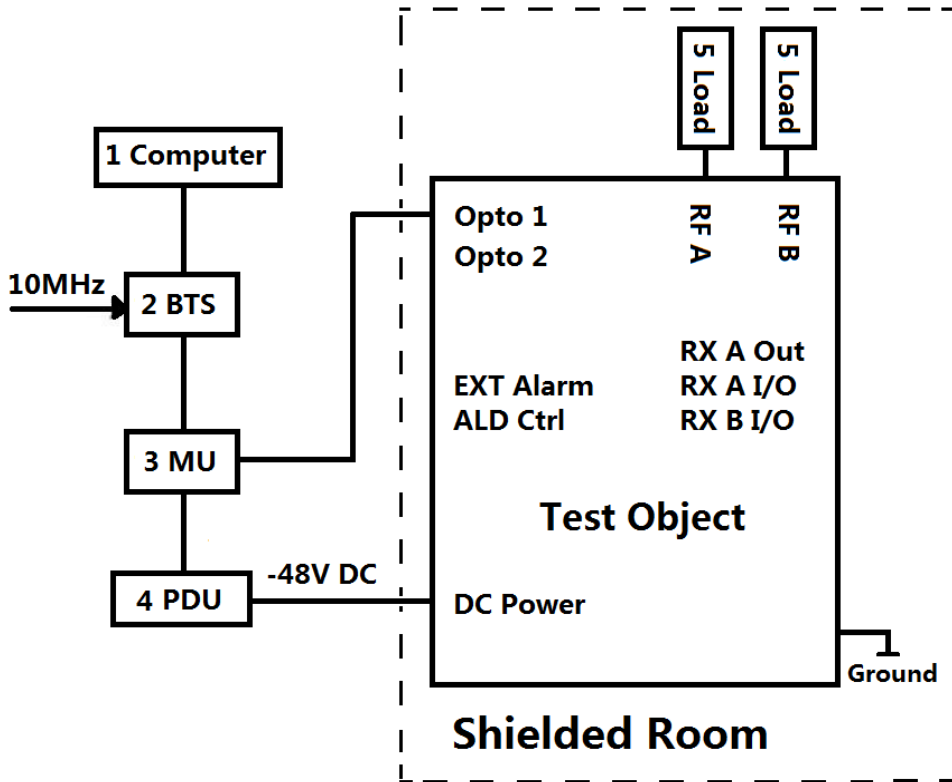 5 Load
5 Load
1 Computer
10MHz
2 BTS
3 MU
4 PDU
-48V DC
Opto 1
Opto 2
RF A
RF B
RX A Out
EXT Alarm
RX A I/O
ALD Ctrl
RX B I/O
Test Object
DC Power
Ground
Shielded Room